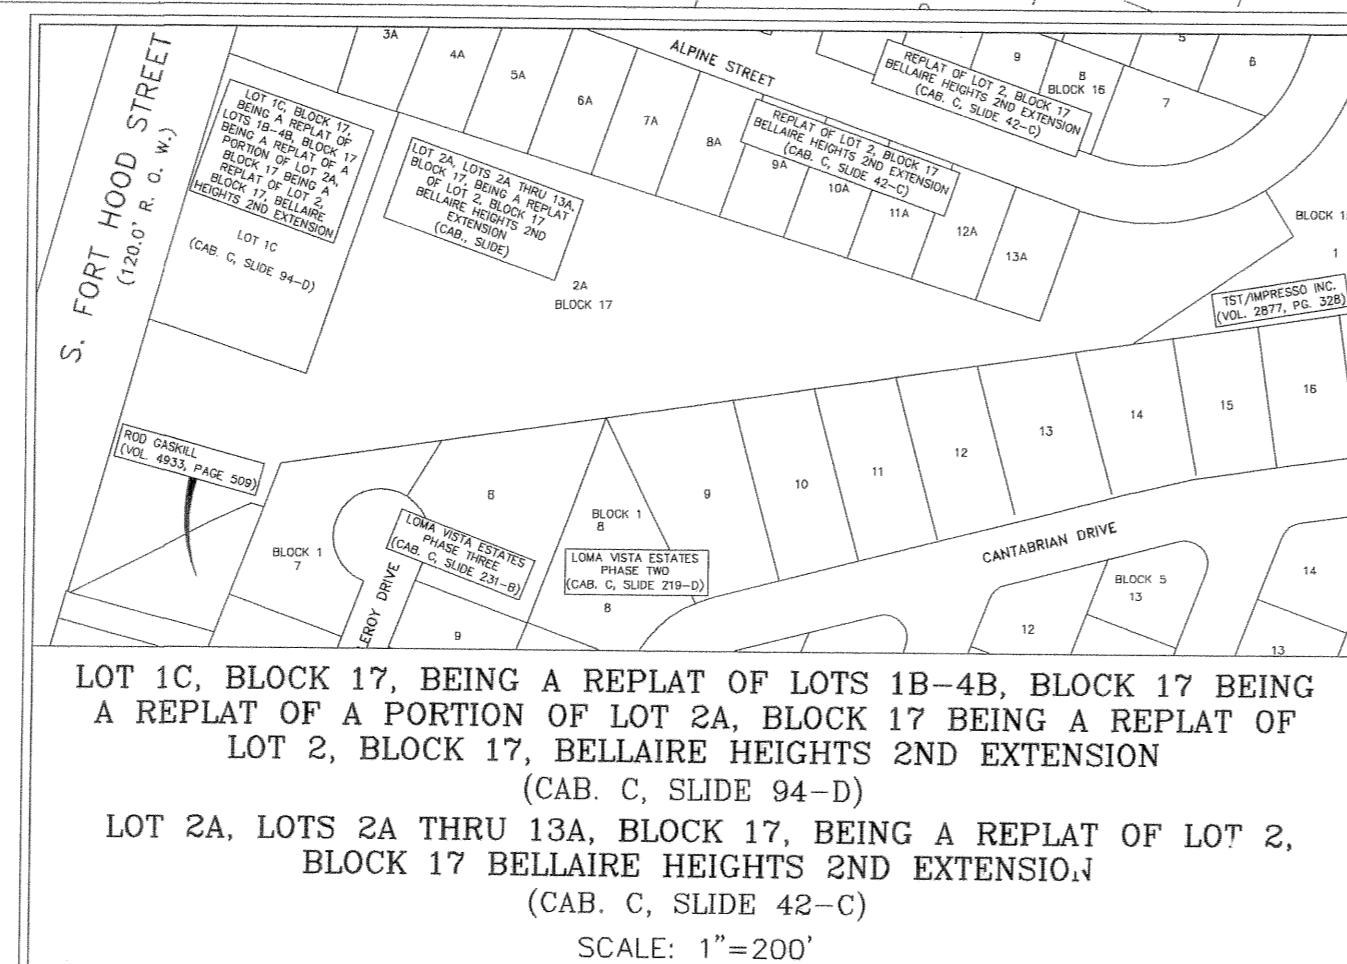 S. FORT HOOD STREET
(120.0' R. O. W.)
3A
4A
5A
6A
7A
8A
9A
10A
11A
12A
13A
ALPINE STREET
REPLAT OF LOT 2, BLOCK 17
BELLAIRE HEIGHTS 2ND EXTENSION
(CAB. C, SLIDE 42-C)
9
8
BLOCK 16
5
6
7
REPLAT OF LOT 2, BLOCK 17
BELLAIRE HEIGHTS 2ND EXTENSION
(CAB. C, SLIDE 42-C)
LOT 1C, BLOCK 17,
BEING A REPLAT OF
LOTS 1B-4B, BLOCK 17
BEING A REPLAT OF A
PORTION OF LOT 2A,
BLOCK 17 BEING A
REPLAT OF LOT 2,
BLOCK 17, BELLAIRE
HEIGHTS 2ND EXTENSION
LOT 1C
(CAB. C, SLIDE 94-D)
LOT 2A, LOTS 2A THRU 13A,
BLOCK 17, BEING A REPLAT
OF LOT 2, BLOCK 17
BELLAIRE HEIGHTS 2ND
EXTENSION
(CAB., SLIDE)
2A
BLOCK 17
BLOCK 1
1
TST/IMPRESSO INC.
(VOL. 2877, PG. 328)
ROD GASKILL
(VOL. 4933, PAGE 509)
BLOCK 1
7
8
LOMA VISTA ESTATES
PHASE THREE
(CAB. C, SLIDE 231-B)
LEROY DRIVE
9
BLOCK 1
8
LOMA VISTA ESTATES
PHASE TWO
(CAB. C, SLIDE 219-D)
8
9
10
11
12
13
14
15
16
CANTABRIAN DRIVE
12
BLOCK 5
13
14
13
LOT 1C, BLOCK 17, BEING A REPLAT OF LOTS 1B-4B, BLOCK 17 BEING
A REPLAT OF A PORTION OF LOT 2A, BLOCK 17 BEING A REPLAT OF
LOT 2, BLOCK 17, BELLAIRE HEIGHTS 2ND EXTENSION
(CAB. C, SLIDE 94-D)
LOT 2A, LOTS 2A THRU 13A, BLOCK 17, BEING A REPLAT OF LOT 2,
BLOCK 17 BELLAIRE HEIGHTS 2ND EXTENSION
(CAB. C, SLIDE 42-C)
SCALE: 1"=200'